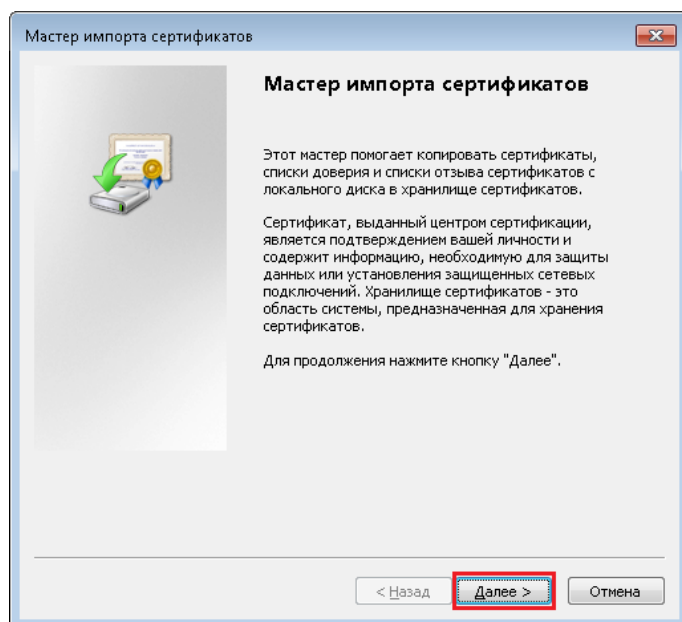 Мастер импорта сертификатов
Мастер импорта сертификатов
Этот мастер помогает копировать сертификаты,
списки доверия и списки отзыва сертификатов с
локального диска в хранилище сертификатов.
Сертификат, выданный центром сертификации,
является подтверждением вашей личности и
содержит информацию, необходимую для защиты
данных или установления защищенных сетевых
подключений. Хранилище сертификатов - это
область системы, предназначенная для хранения
сертификатов.
Для продолжения нажмите кнопку "Далее".
< Назад Далее > Отмена